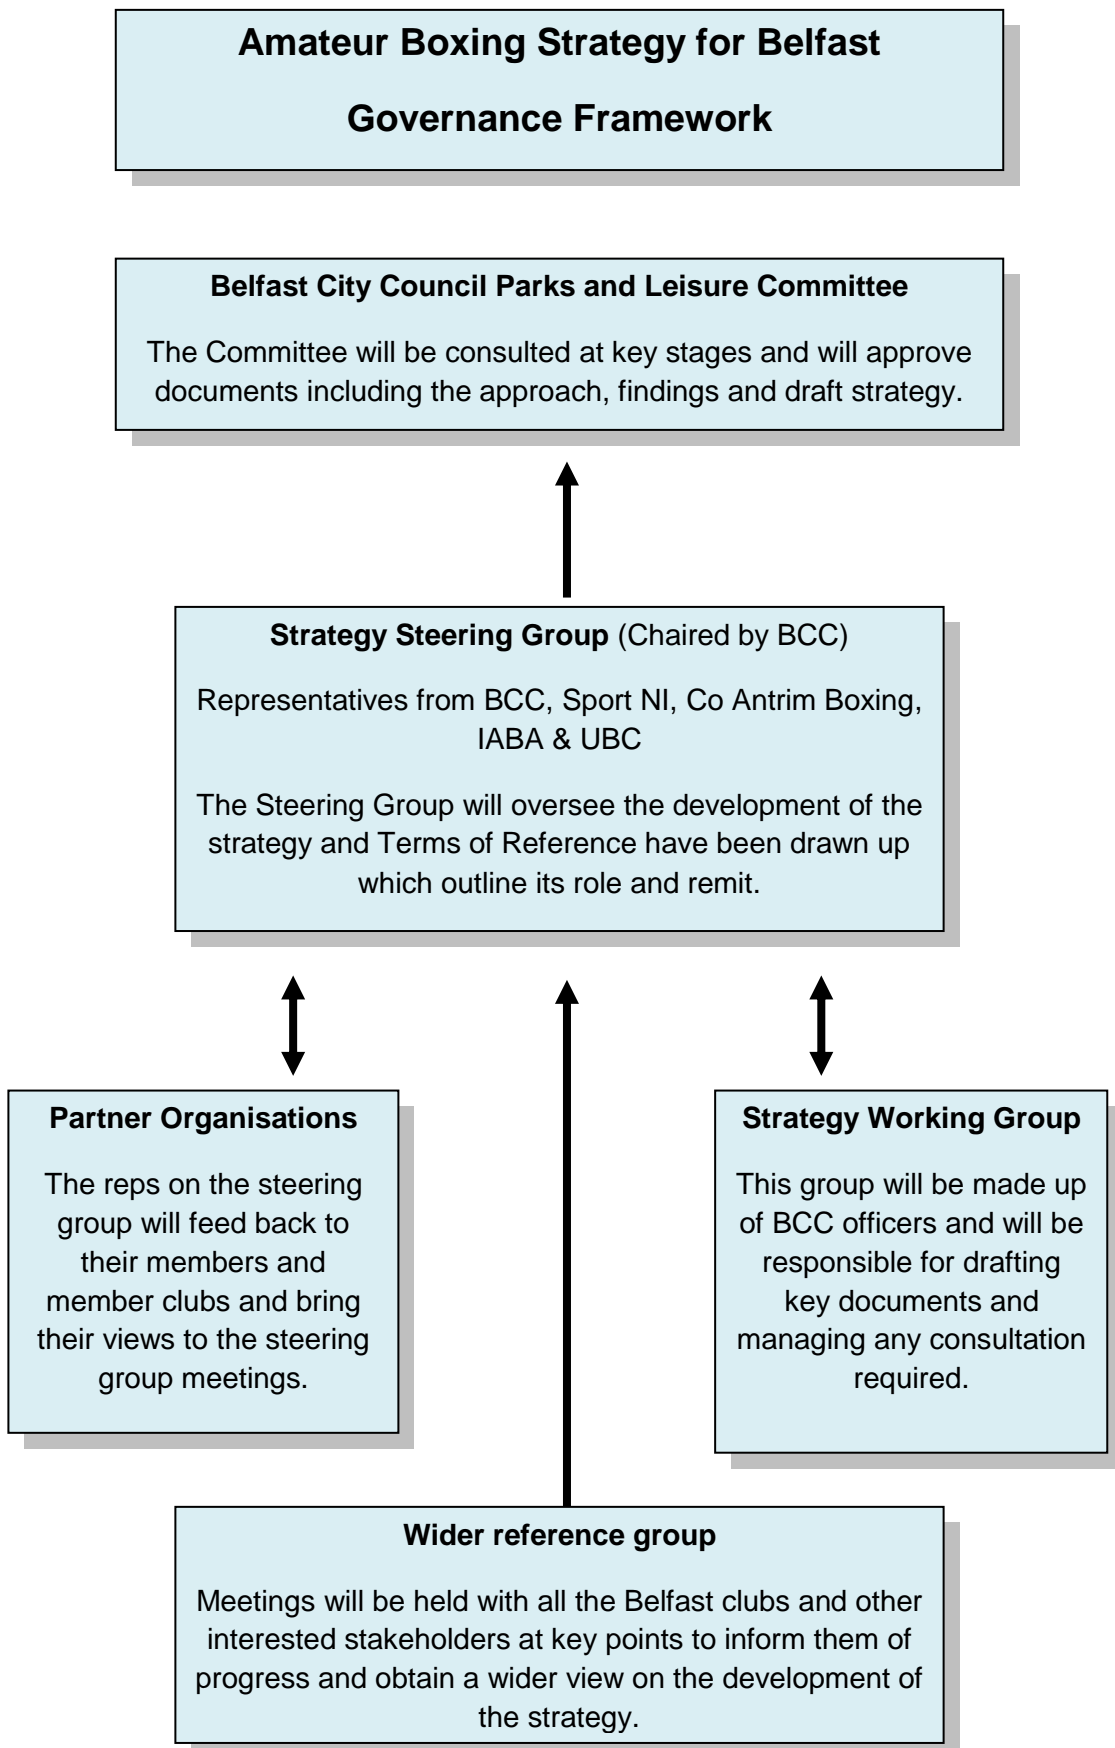 Amateur Boxing Strategy for Belfast
Governance Framework
Belfast City Council Parks and Leisure Committee
The Committee will be consulted at key stages and will approve
documents including the approach, findings and draft strategy.
Strategy Steering Group (Chaired by BCC)
Representatives from BCC, Sport NI, Co Antrim Boxing,
IABA & UBC
The Steering Group will oversee the development of the
strategy and Terms of Reference have been drawn up
which outline its role and remit.
Partner Organisations
The reps on the steering
group will feed back to
their members and
member clubs and bring
their views to the steering
group meetings.
Strategy Working Group
This group will be made up
of BCC officers and will be
responsible for drafting
key documents and
managing any consultation
required.
Wider reference group
Meetings will be held with all the Belfast clubs and other
interested stakeholders at key points to inform them of
progress and obtain a wider view on the development of
the strategy.